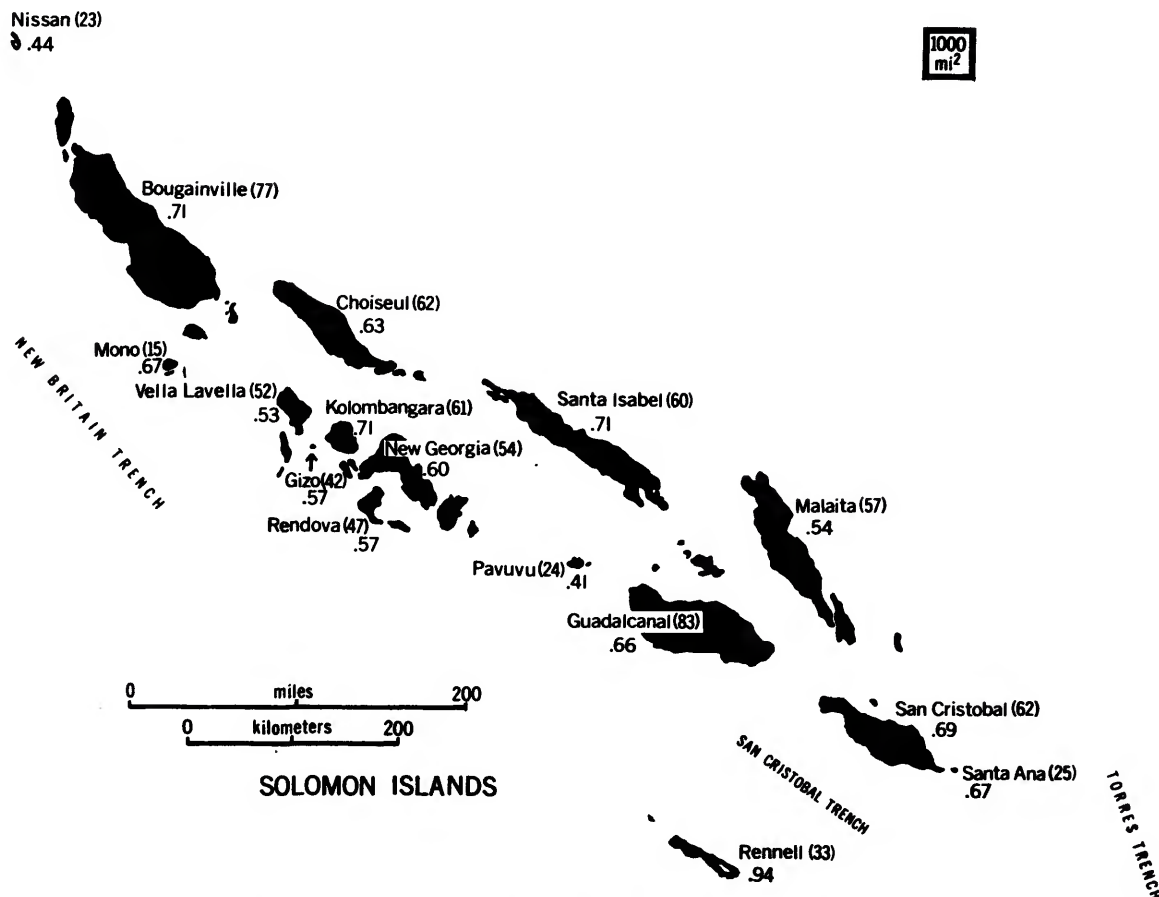 Nissan (23)
.44
1000
mi²
Bougainville (77)
.71
Choiseul (62)
.63
Mono (15)
.67
NEW BRITAIN TRENCH
Vella Lavella (52)
.53
Kolombangara (61)
.71
Santa Isabel (60)
.71
New Georgia (54)
.60
Gizo (42)
.57
Rendova (47)
.57
Malaita (57)
.54
Pavuvu (24)
.41
Guadalcanal (83)
.66
0 miles 200
0 kilometers 200
SOLOMON ISLANDS
San Cristobal (62)
.69
SAN CRISTOBAL TRENCH
Santa Ana (25)
.67
TORRES TRENCH
Rennell (33)
.94